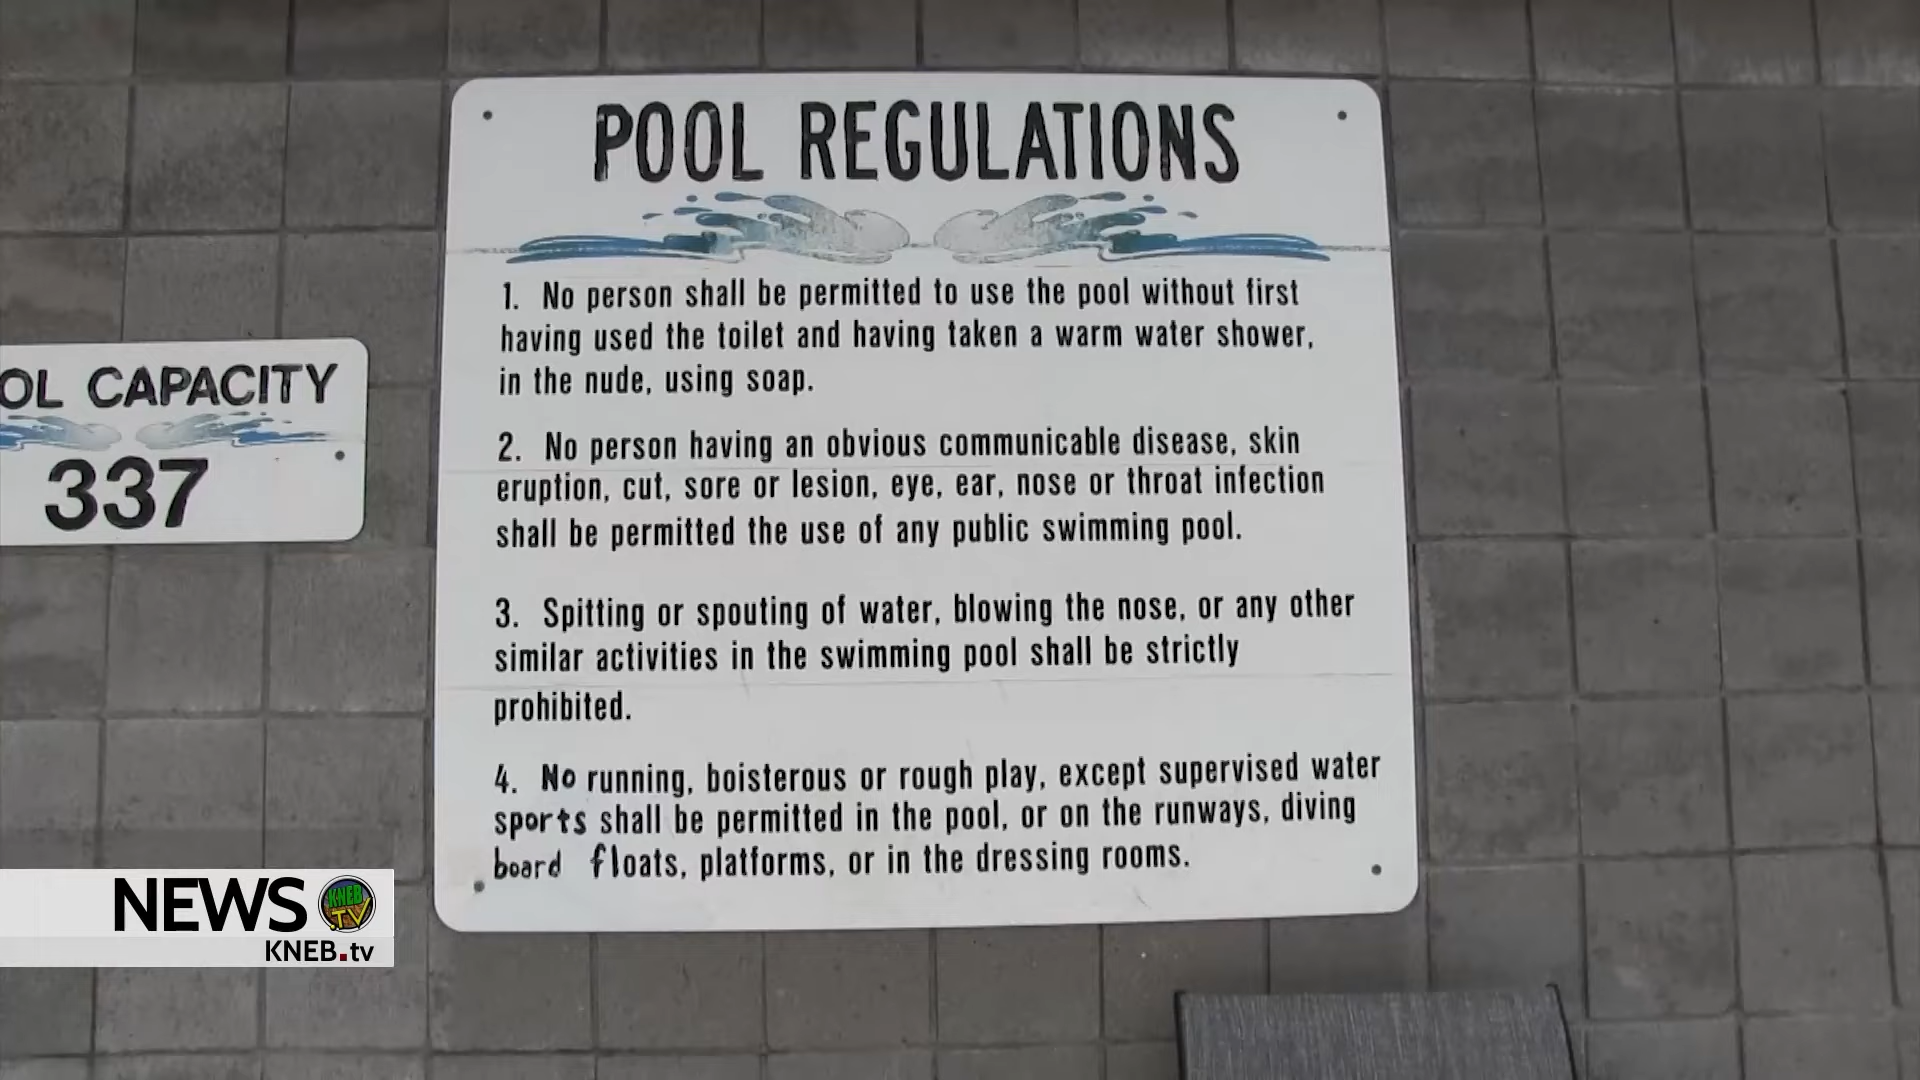 POOL REGULATIONS
1. No person shall be permitted to use the pool without first
having used the toilet and having taken a warm water shower,
in the nude, using soap.
2. No person having an obvious communicable disease, skin
eruption, cut, sore or lesion, eye, ear, nose or throat infection
shall be permitted the use of any public swimming pool.
3. Spitting or spouting of water, blowing the nose, or any other
similar activities in the swimming pool shall be strictly
prohibited.
4. No running, boisterous or rough play, except supervised water
sports shall be permitted in the pool, or on the runways, diving
board floats, platforms, or in the dressing rooms.
OL CAPACITY
337
NEWS
KNEB
.TV
KNEB.tv